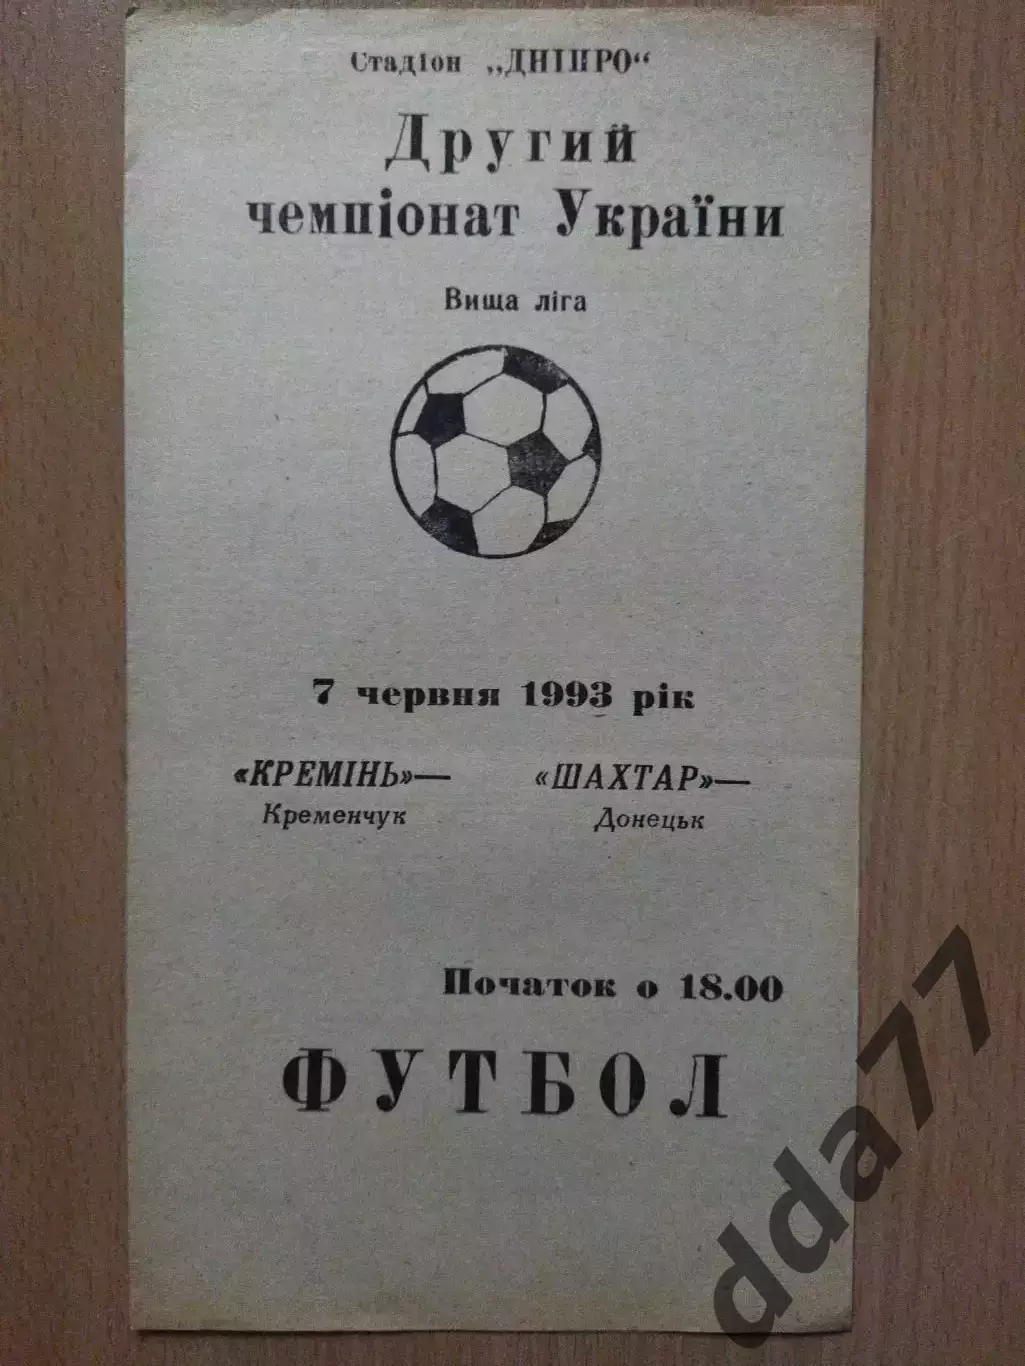 Стадіон „ДНІПРО“
Другий
чемпіонат України
Вища ліга
7 червня 1993 рік
«КРЕМІНЬ»— «ШАХТАР»—
Кременчук Донецьк
Початок о 18.00
ФУТБОЛ
dda77